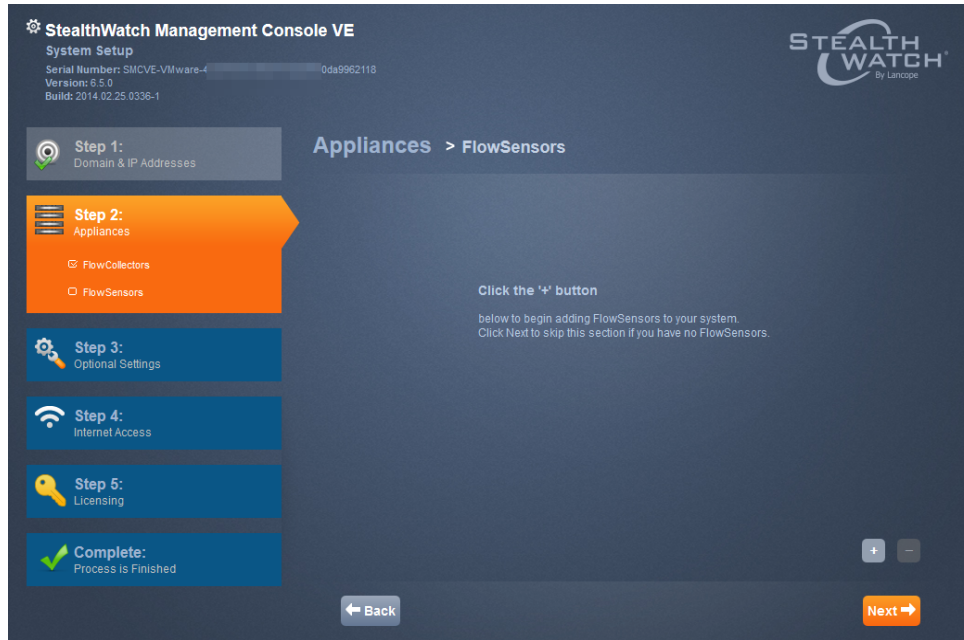 StealthWatch Management Console VE
System Setup
Serial Number: SMCVE-VMware-4 0da9962118
Version: 6.5.0
Build: 2014.02.25.0336-1
STEALTH
WATCH
By Lancope
Step 1:
Domain & IP Addresses
Step 2:
Appliances
FlowCollectors
FlowSensors
Step 3:
Optional Settings
Step 4:
Internet Access
Step 5:
Licensing
Complete:
Process is Finished
Appliances > FlowSensors
Click the '+' button
below to begin adding FlowSensors to your system.
Click Next to skip this section if you have no FlowSensors.
+ −
Back
Next